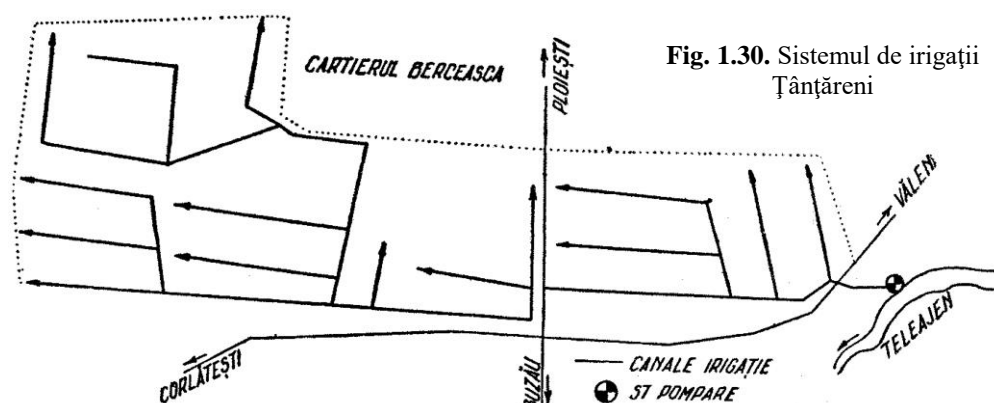 Fig. 1.30. Sistemul de irigaţii
Ţânţăreni
CARTIERUL BERCEASCA
PLOIEŞTI
VĂLENI
TELEAJEN
CORLĂTEŞTI
BUZĂU
CANALE IRIGAŢIE
ST POMPARE